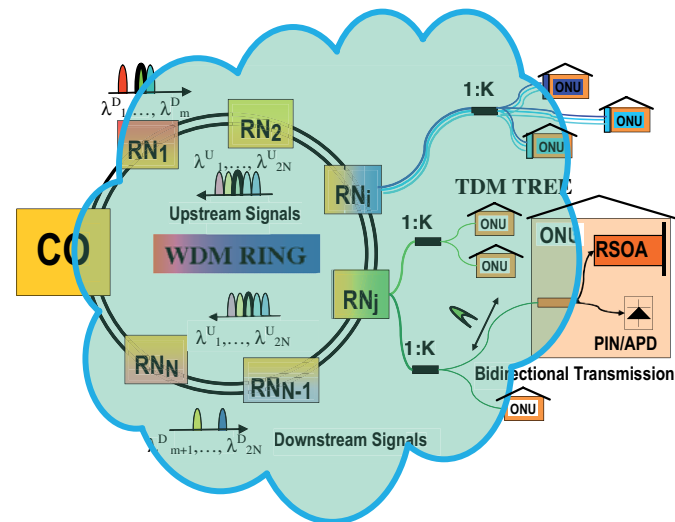 λᴰ₁,…, λᴰₘ
1:K
ONU
ONU
ONU
RN₁
RN₂
λᵁ₁,…, λᵁ₂N
RNᵢ
Upstream Signals
TDM TREE
CO
WDM RING
1:K
ONU
ONU
ONU
RSOA
RNⱼ
λᵁ₁,…, λᵁ₂N
1:K
PIN/APD
RN_N
RN_N-1
Bidirectional Transmission
ONU
λᴰₘ₊₁,…, λᴰ₂N
Downstream Signals